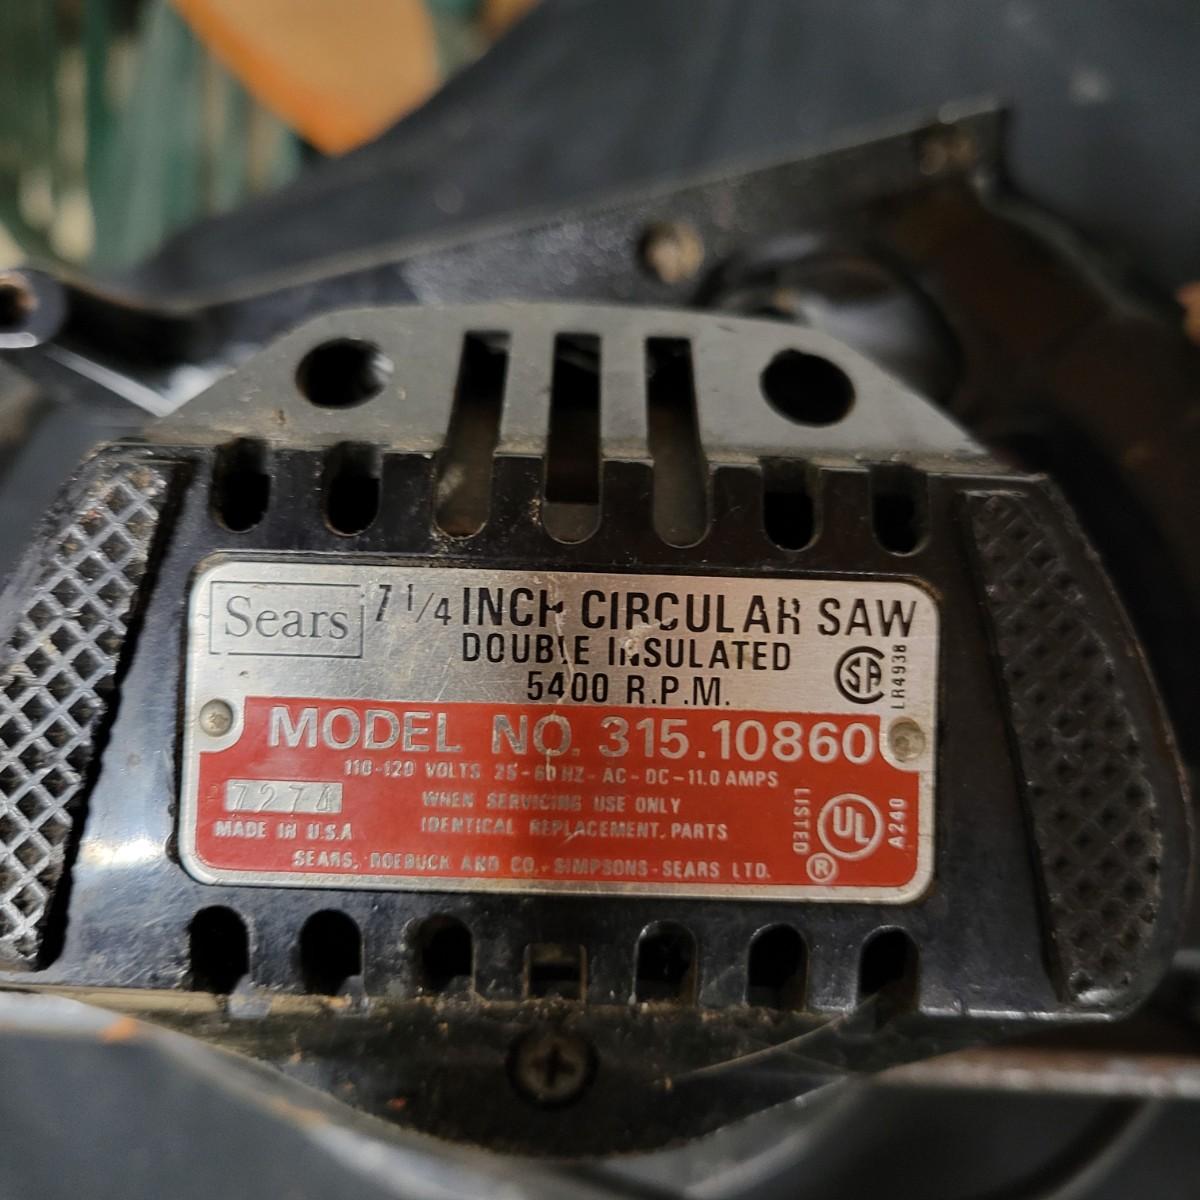 Sears 7 1/4 INCH CIRCULAR SAW
DOUBLE INSULATED
5400 R.P.M.
SA
LR4938
MODEL NO. 315.10860
110-120 VOLTS 25-60 HZ-AC-DC-11.0 AMPS
7274
WHEN SERVICING USE ONLY
MADE IN U.S.A
IDENTICAL REPLACEMENT. PARTS
SEARS, ROEBUCK AND CO.-SIMPSONS-SEARS LTD.
LISTED
UL
®
A240